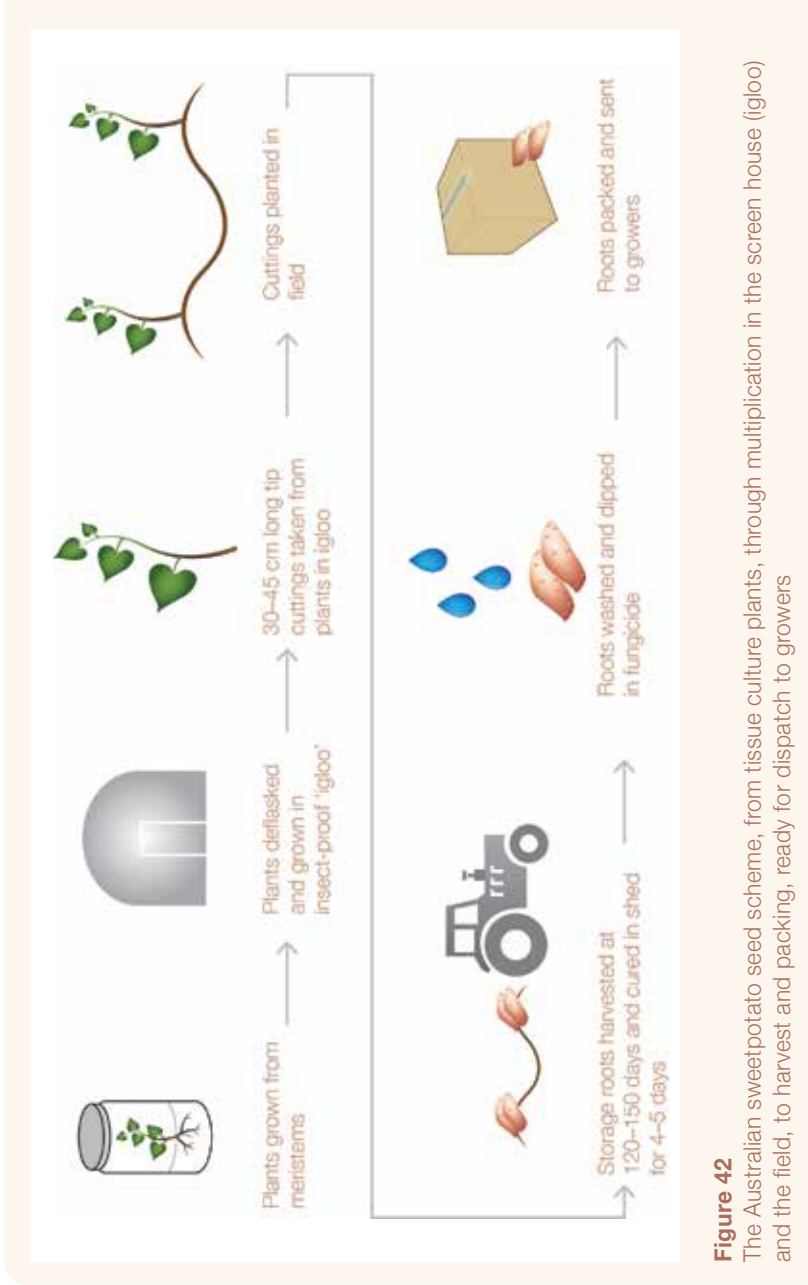 Plants grown from
meristems
Plants deflasked
and grown in
insect-proof 'igloo'
30–45 cm long tip
cuttings taken from
plants in igloo
Cuttings planted in
field
Storage roots harvested at
120–150 days and cured in shed
for 4–5 days
Roots washed and dipped
in fungicide
Roots packed and sent
to growers
Figure 42
The Australian sweetpotato seed scheme, from tissue culture plants, through multiplication in the screen house (igloo)
and the field, to harvest and packing, ready for dispatch to growers